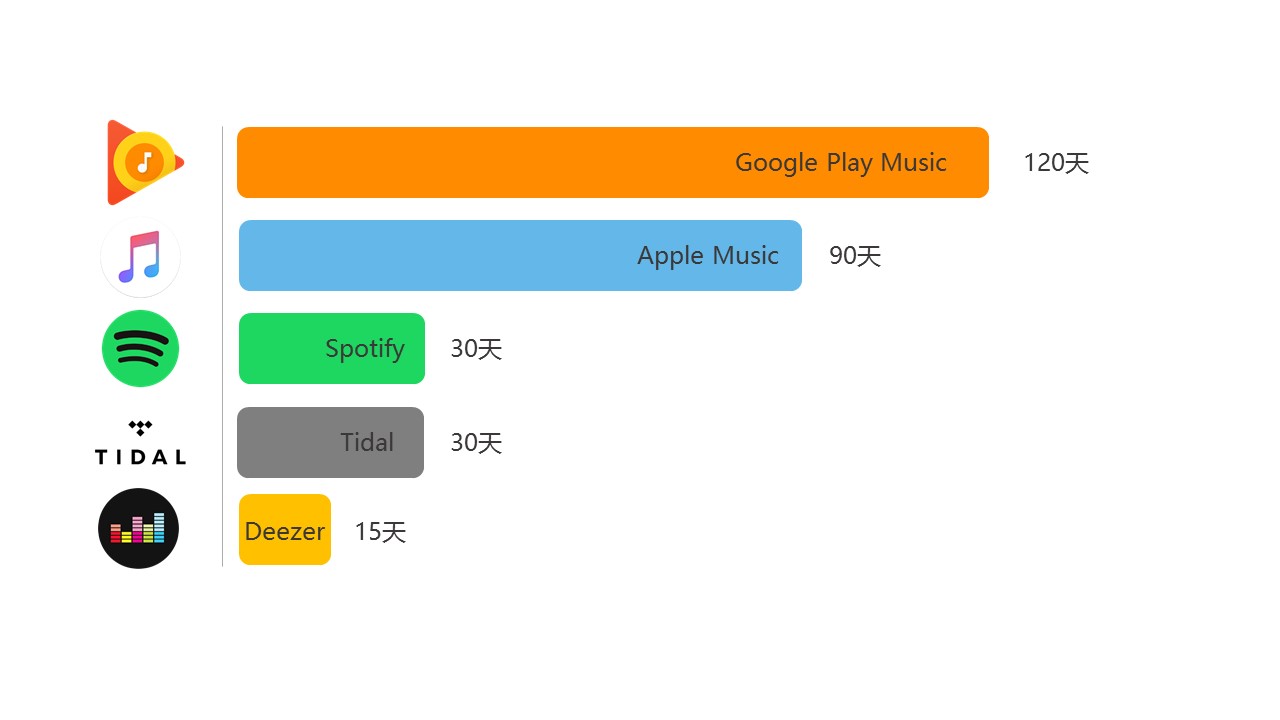 Google Play Music 120天
Apple Music 90天
Spotify 30天
TIDAL Tidal 30天
Deezer 15天